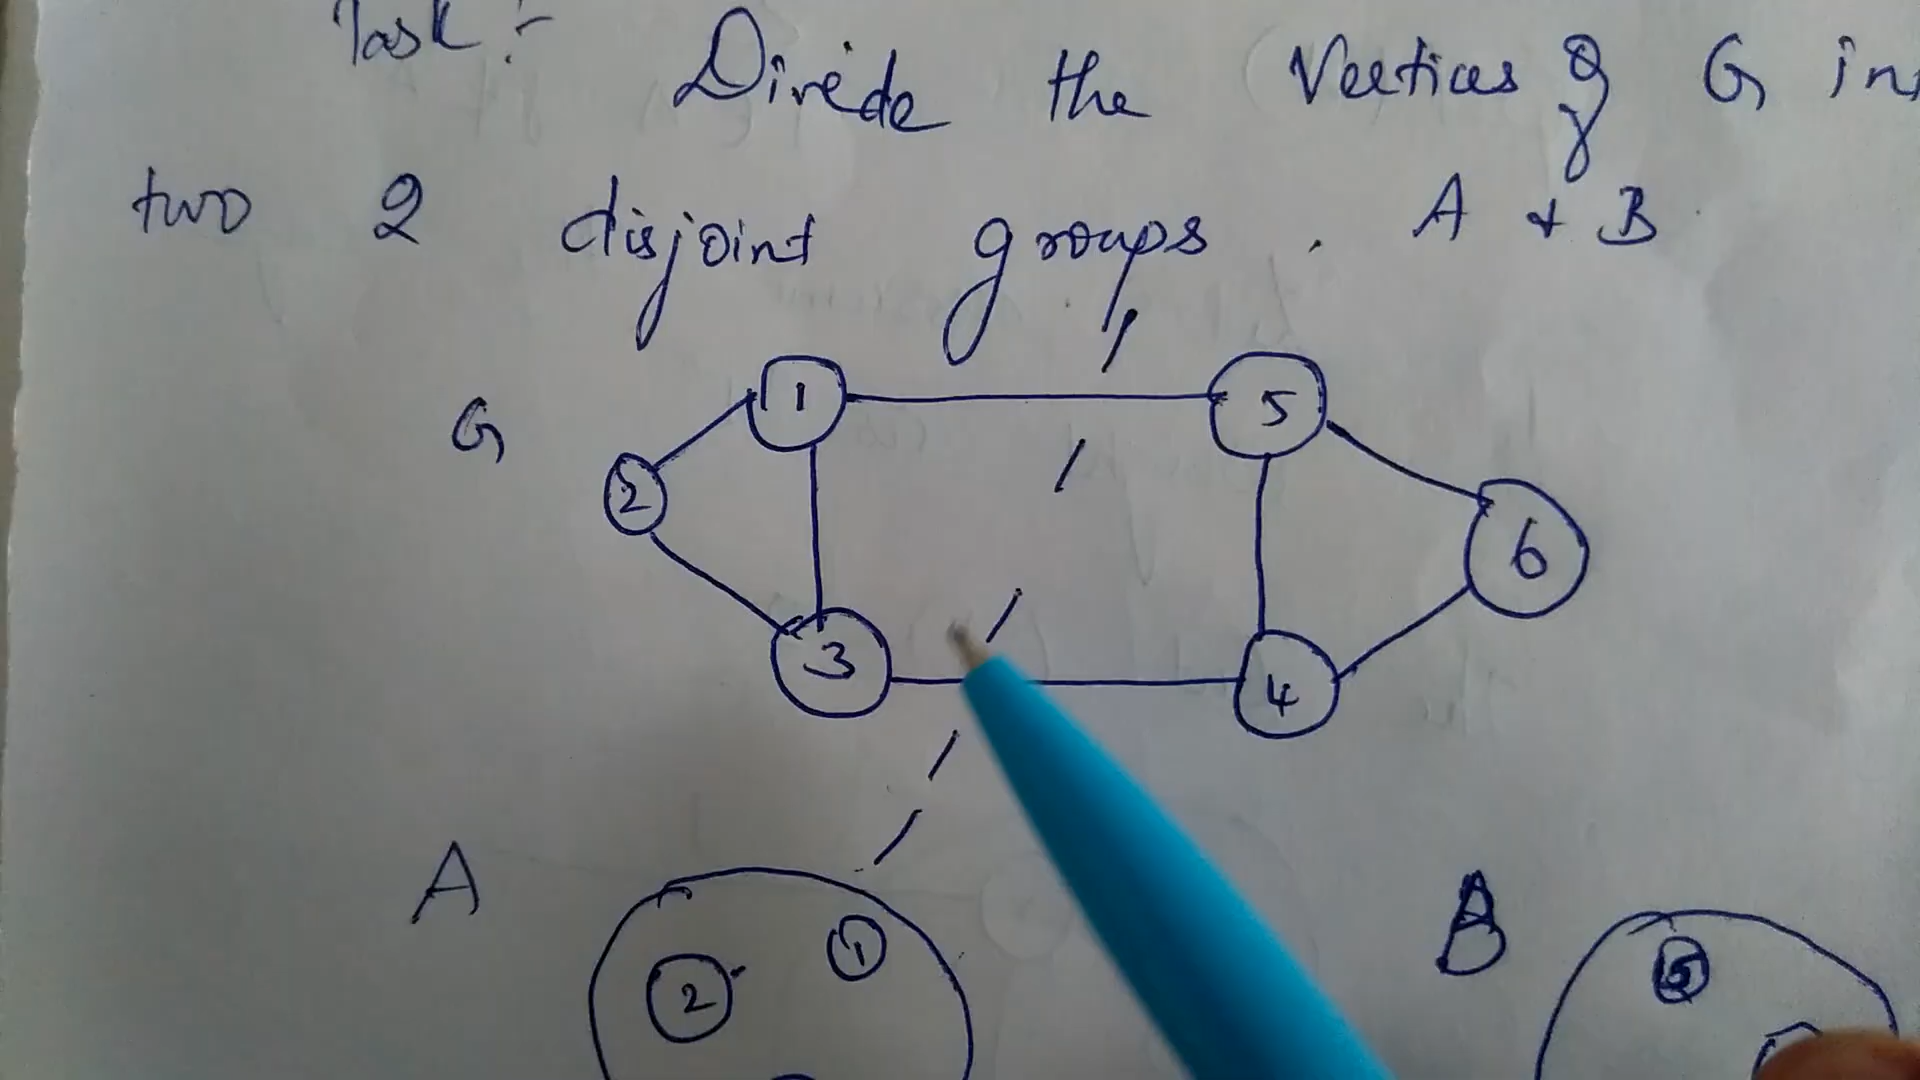 Task :-
Divide the Vertices of G in
two 2 disjoint groups. A & B
1 5
G
2
6
3
4
A B
1
5
2